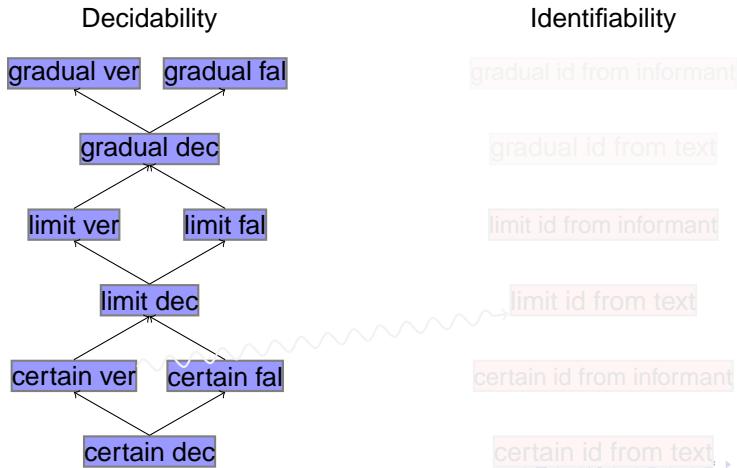 Decidability
Identifiability
gradual ver
gradual fal
gradual id from informant
gradual dec
gradual id from text
limit ver
limit fal
limit id from informant
limit dec
limit id from text
certain ver
certain fal
certain id from informant
certain dec
certain id from text